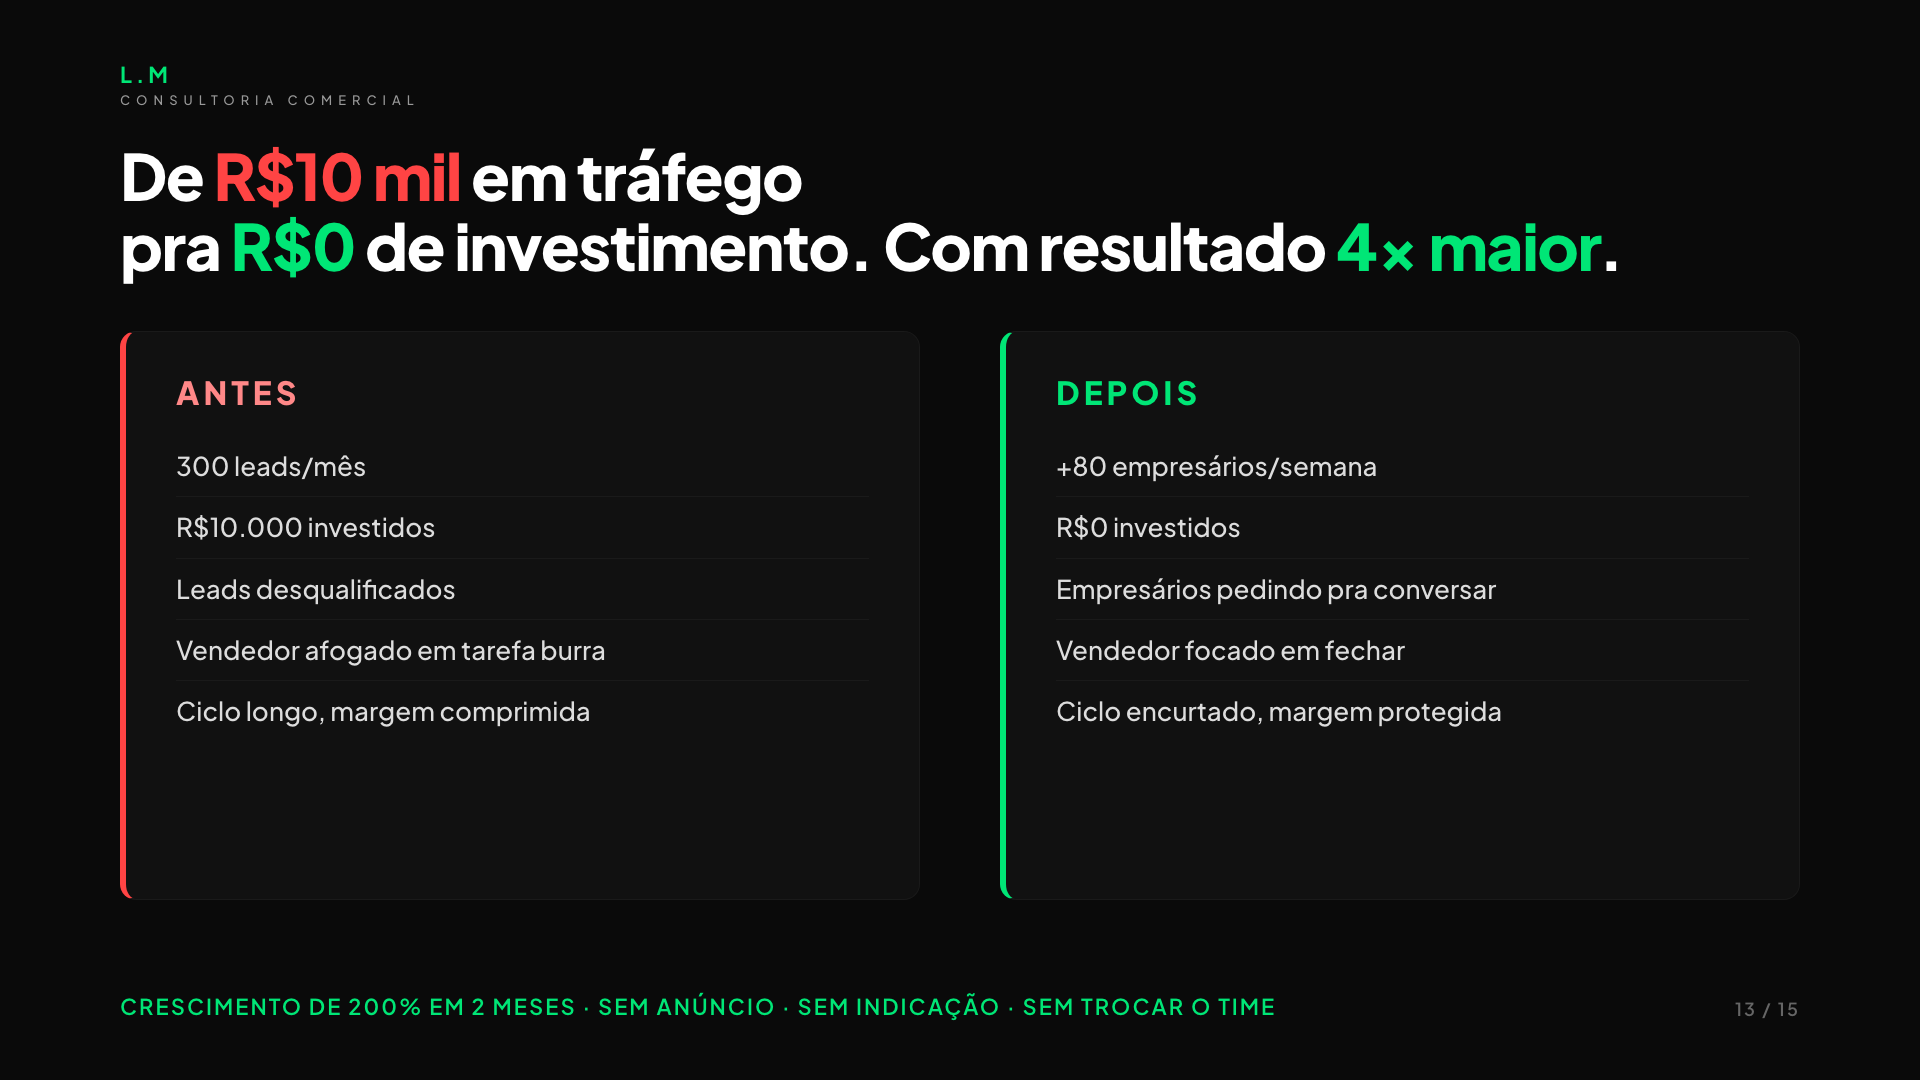 L.M
CONSULTORIA COMERCIAL
De R$10 mil em tráfego
pra R$0 de investimento. Com resultado 4× maior.
ANTES
300 leads/mês
R$10.000 investidos
Leads desqualificados
Vendedor afogado em tarefa burra
Ciclo longo, margem comprimida
DEPOIS
+80 empresários/semana
R$0 investidos
Empresários pedindo pra conversar
Vendedor focado em fechar
Ciclo encurtado, margem protegida
CRESCIMENTO DE 200% EM 2 MESES · SEM ANÚNCIO · SEM INDICAÇÃO · SEM TROCAR O TIME
13 / 15